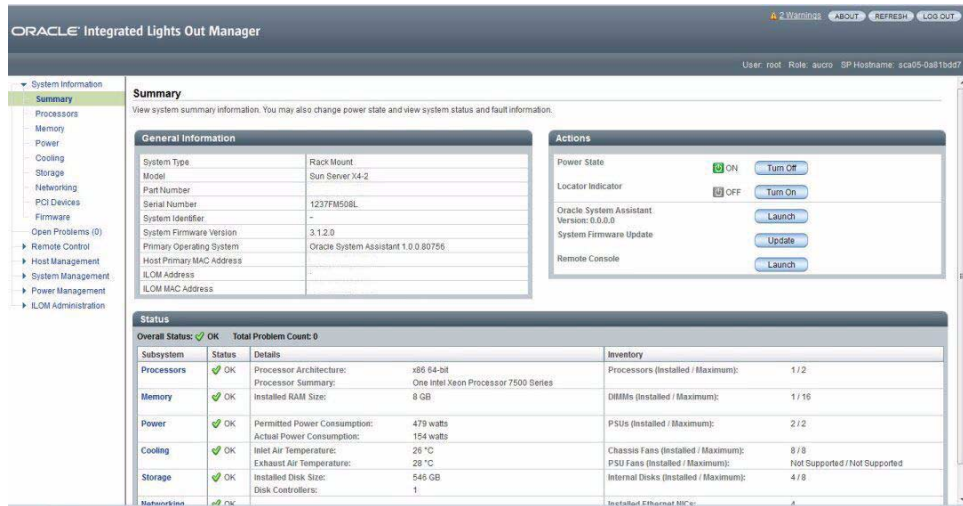 2 Warnings ABOUT REFRESH LOG OUT
ORACLE Integrated Lights Out Manager
User: root Role: aucro SP Hostname: sca05-0a81bdd7
System Information
Summary
Processors
Memory
Power
Cooling
Storage
Networking
PCI Devices
Firmware
Open Problems (0)
Remote Control
Host Management
System Management
Power Management
ILOM Administration
Summary
View system summary information. You may also change power state and view system status and fault information.
General Information
System Type Rack Mount
Model Sun Server X4-2
Part Number
Serial Number 1237FM508L
System Identifier -
System Firmware Version 3.1.2.0
Primary Operating System Oracle System Assistant 1.0.0.80756
Host Primary MAC Address
ILOM Address
ILOM MAC Address
Actions
Power State ON Turn Off
Locator Indicator OFF Turn On
Oracle System Assistant
Version: 0.0.0.0 Launch
System Firmware Update Update
Remote Console Launch
Status
Overall Status: OK Total Problem Count: 0
Subsystem Status Details Inventory
Processors OK Processor Architecture: x86 64-bit Processors (Installed / Maximum): 1 / 2
Processor Summary: One Intel Xeon Processor 7500 Series
Memory OK Installed RAM Size: 8 GB DIMMs (Installed / Maximum): 1 / 16
Power OK Permitted Power Consumption: 479 watts PSUs (Installed / Maximum): 2 / 2
Actual Power Consumption: 154 watts
Cooling OK Inlet Air Temperature: 26 °C Chassis Fans (Installed / Maximum): 8 / 8
Exhaust Air Temperature: 28 °C PSU Fans (Installed / Maximum): Not Supported / Not Supported
Storage OK Installed Disk Size: 546 GB Internal Disks (Installed / Maximum): 4 / 8
Disk Controllers: 1
Networking OK Installed Ethernet NICs: 4